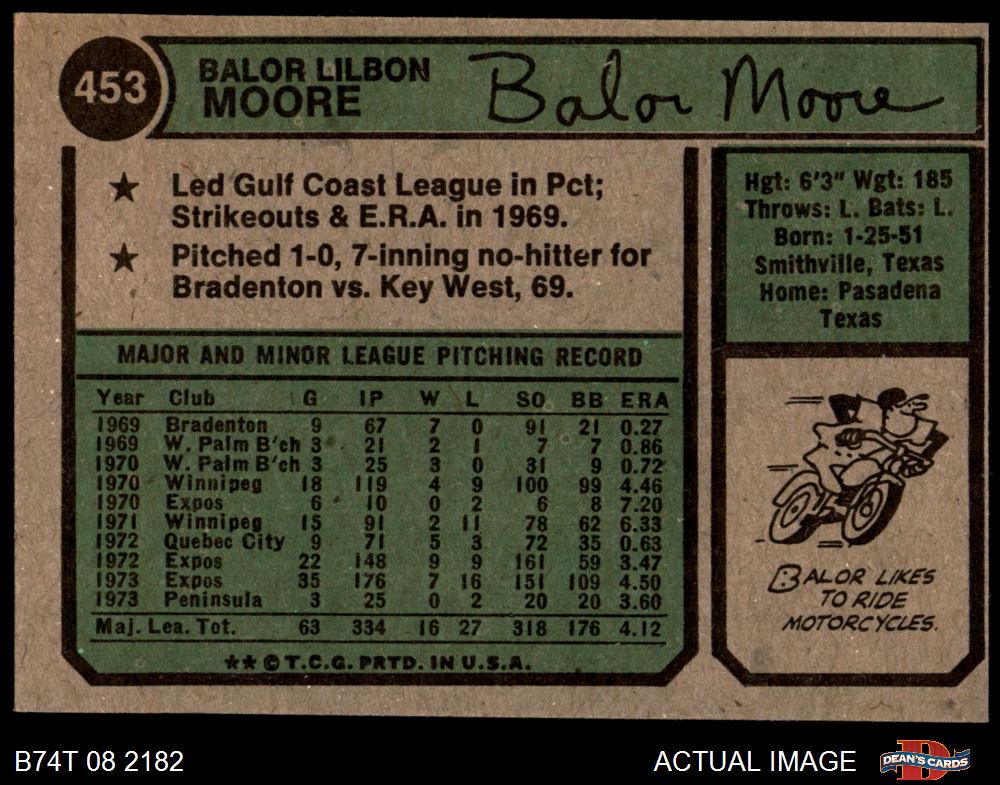 453
BALOR LILBON
MOORE
Balor Moore
★ Led Gulf Coast League in Pct;
Strikeouts & E.R.A. in 1969.
★ Pitched 1-0, 7-inning no-hitter for
Bradenton vs. Key West, 69.
MAJOR AND MINOR LEAGUE PITCHING RECORD
Year Club G IP W L SO BB ERA
1969 Bradenton 9 67 7 0 91 21 0.27
1969 W. Palm B'ch 3 21 2 1 7 7 0.86
1970 W. Palm B'ch 3 25 3 0 31 9 0.72
1970 Winnipeg 18 119 4 9 100 99 4.46
1970 Expos 6 10 0 2 6 8 7.20
1971 Winnipeg 15 91 2 11 78 62 6.33
1972 Quebec City 9 71 5 3 72 35 0.63
1972 Expos 22 148 9 9 161 59 3.47
1973 Expos 35 176 7 16 151 109 4.50
1973 Peninsula 3 25 0 2 20 20 3.60
Maj. Lea. Tot. 63 334 16 27 318 176 4.12
★★ © T.C.G. PRTD. IN U.S.A.
Hgt: 6'3" Wgt: 185
Throws: L. Bats: L.
Born: 1-25-51
Smithville, Texas
Home: Pasadena
Texas
BALOR LIKES
TO RIDE
MOTORCYCLES.
B74T 08 2182
ACTUAL IMAGE
D
DEAN'S CARDS